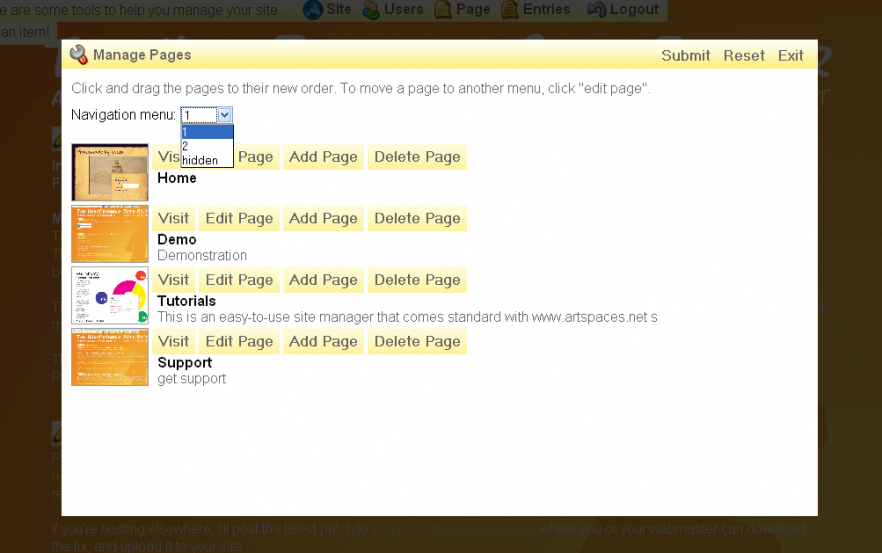 e are some tools to help you manage your site... Site Users Page Entries Logout
an item!
Manage Pages Submit Reset Exit
Click and drag the pages to their new order. To move a page to another menu, click "edit page".
Navigation menu: 1
1
2
hidden
Vis Page Add Page Delete Page
Home
Visit Edit Page Add Page Delete Page
Demo
Demonstration
Visit Edit Page Add Page Delete Page
Tutorials
This is an easy-to-use site manager that comes standard with www.artspaces.net s
Visit Edit Page Add Page Delete Page
Support
get support
If you're hosting elsewhere, I'll post the latest patch to where you or your webmaster can download
the fix, and upload it to your site.